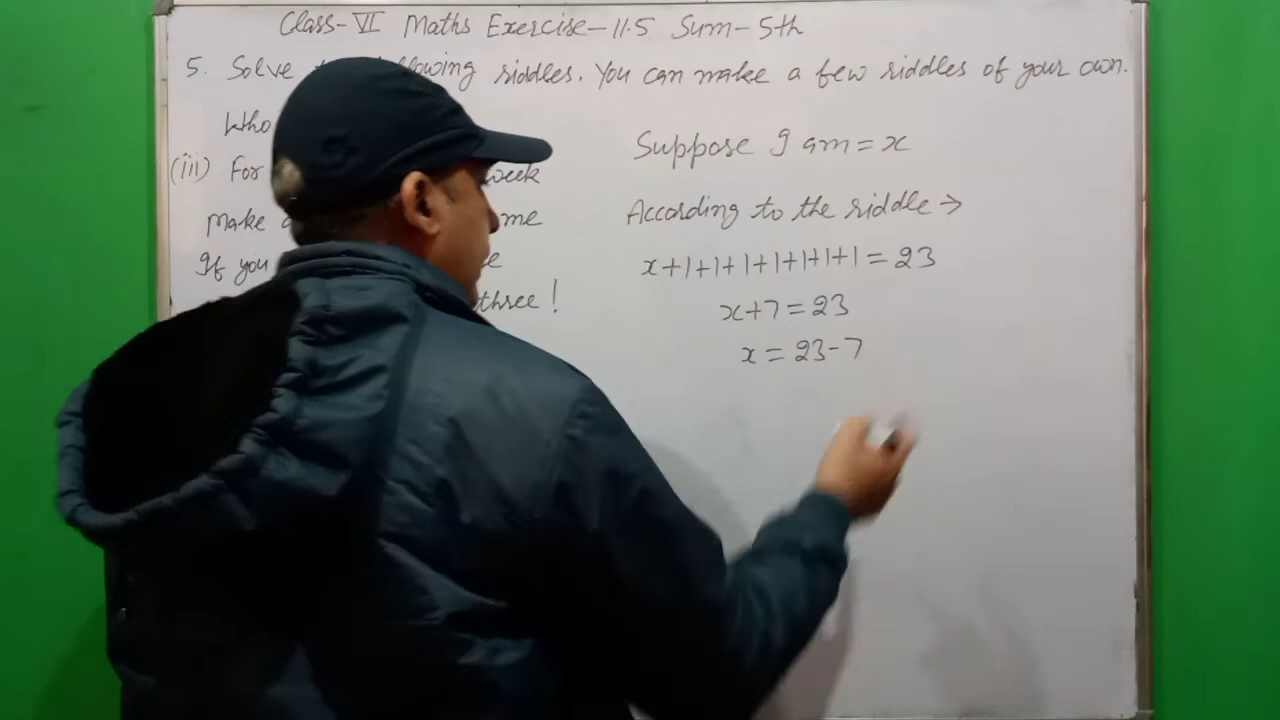 Class-VI Maths Exercise-11.5 Sum-5th
5. Solve following riddles. You can make a few riddles of your own.
Who
(iii) For week
Make me
If you
three!
Suppose I am = x
According to the riddle →
x+1+1+1+1+1+1+1 = 23
x+7=23
x = 23-7